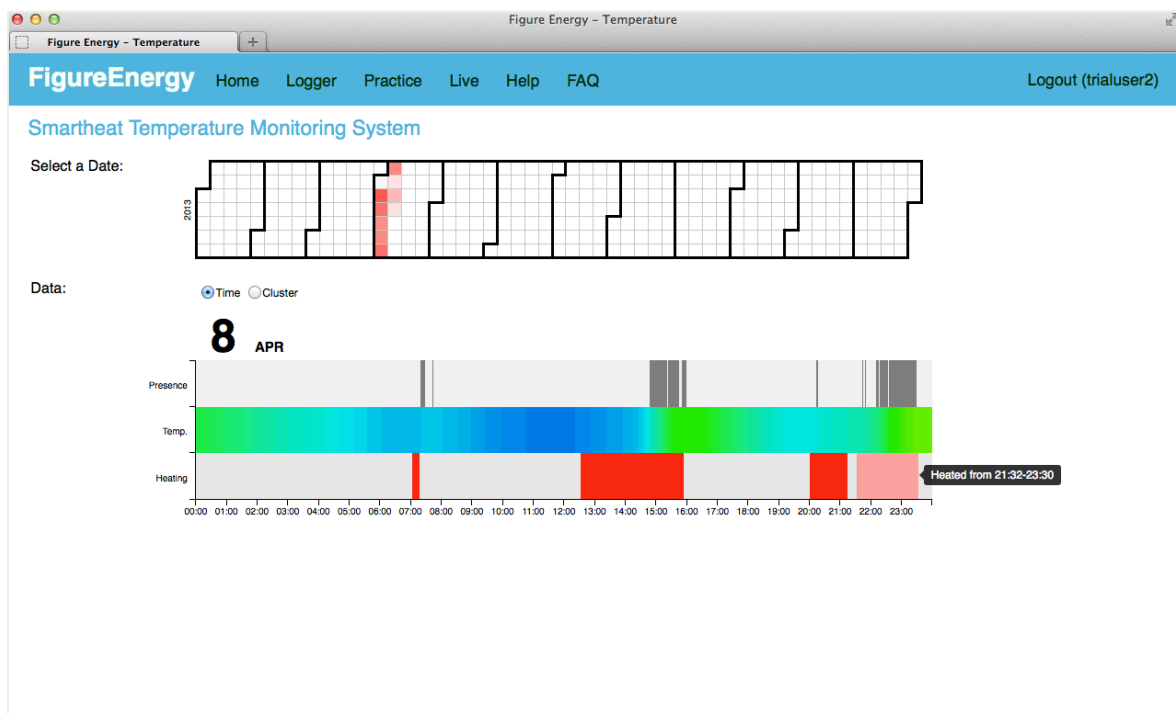 Figure Energy – Temperature
Figure Energy – Temperature
FigureEnergy Home Logger Practice Live Help FAQ Logout (trialuser2)
Smartheat Temperature Monitoring System
Select a Date:
2013
Data: Time Cluster
8 APR
Presence
Temp.
Heating
Heated from 21:32-23:30
00:00 01:00 02:00 03:00 04:00 05:00 06:00 07:00 08:00 09:00 10:00 11:00 12:00 13:00 14:00 15:00 16:00 17:00 18:00 19:00 20:00 21:00 22:00 23:00